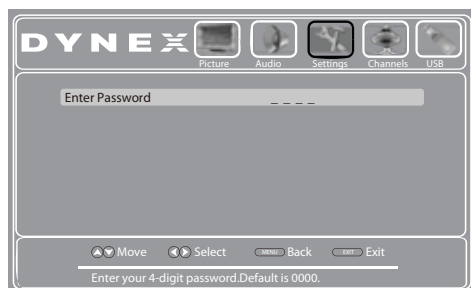 DYNEX
Picture Audio Settings Channels USB
Enter Password _ _ _ _
Move Select MENU Back EXIT Exit
Enter your 4-digit password.Default is 0000.